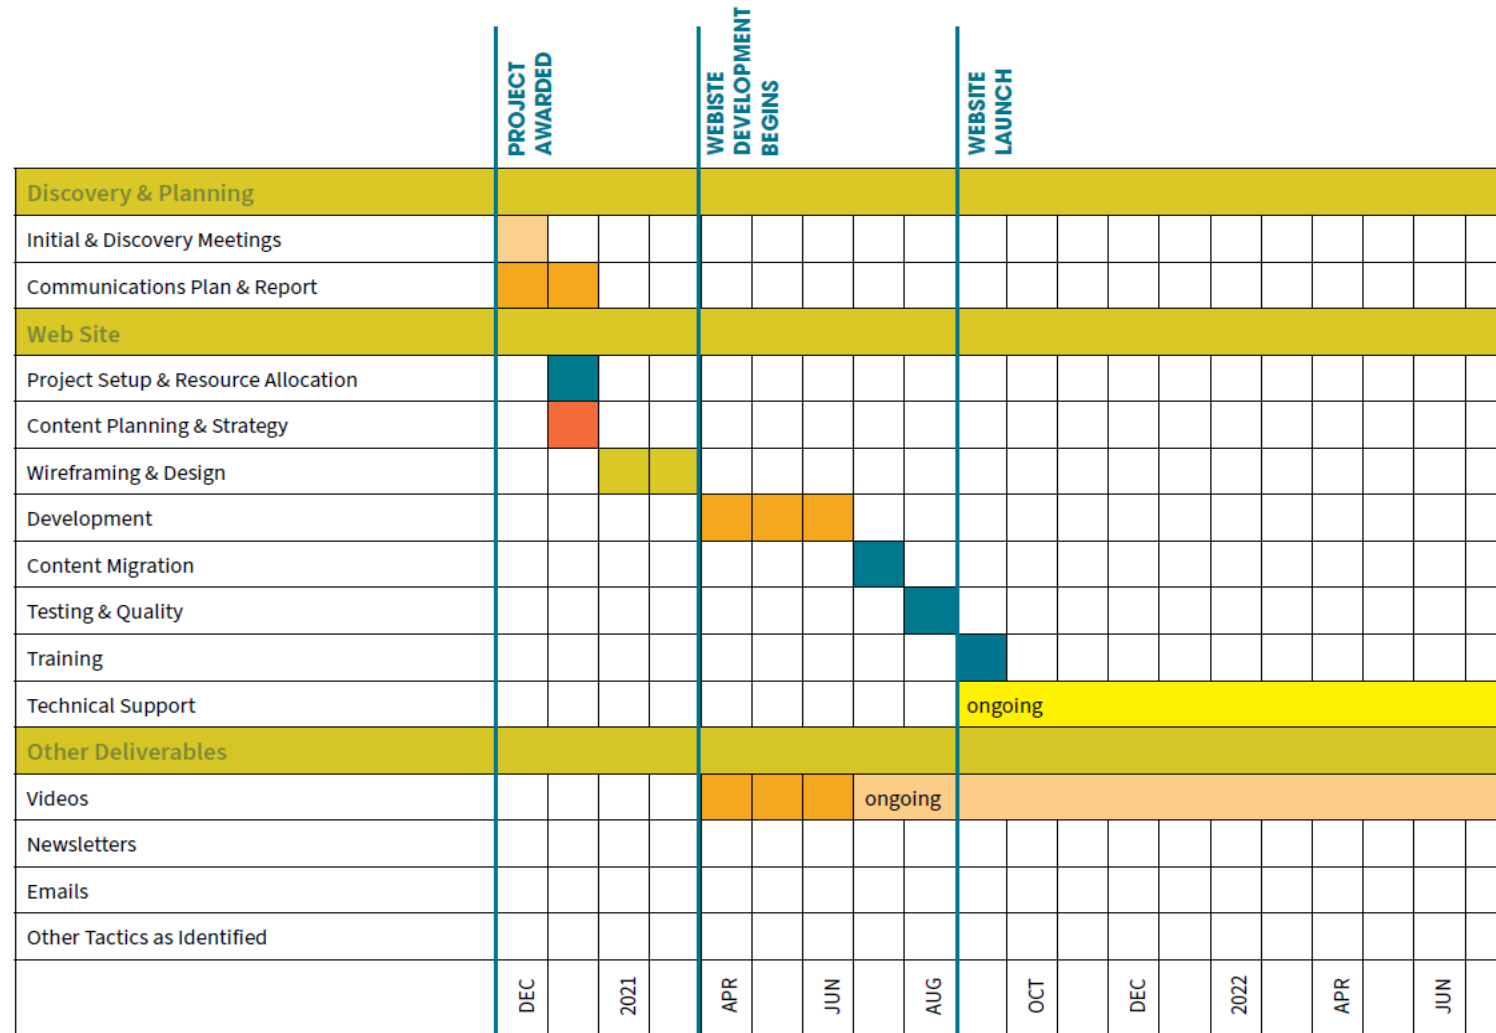 PROJECT
AWARDED
WEBISTE
DEVELOPMENT
BEGINS
WEBSITE
LAUNCH
Discovery & Planning
Initial & Discovery Meetings
Communications Plan & Report
Web Site
Project Setup & Resource Allocation
Content Planning & Strategy
Wireframing & Design
Development
Content Migration
Testing & Quality
Training
Technical Support
ongoing
Other Deliverables
Videos
ongoing
Newsletters
Emails
Other Tactics as Identified
DEC
2021
APR
JUN
AUG
OCT
DEC
2022
APR
JUN